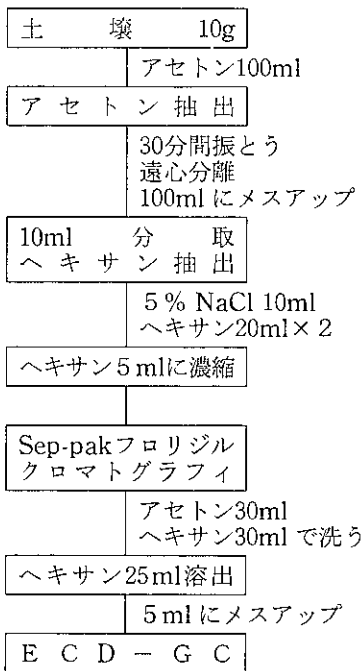 土壌 10g
アセトン100ml
アセトン抽出
30分間振とう
遠心分離
100mlにメスアップ
10ml 分取
ヘキサン抽出
5% NaCl 10ml
ヘキサン20ml×2
ヘキサン5mlに濃縮
Sep-pakフロリジル
クロマトグラフィ
アセトン30ml
ヘキサン30mlで洗う
ヘキサン25ml溶出
5mlにメスアップ
ECD-GC